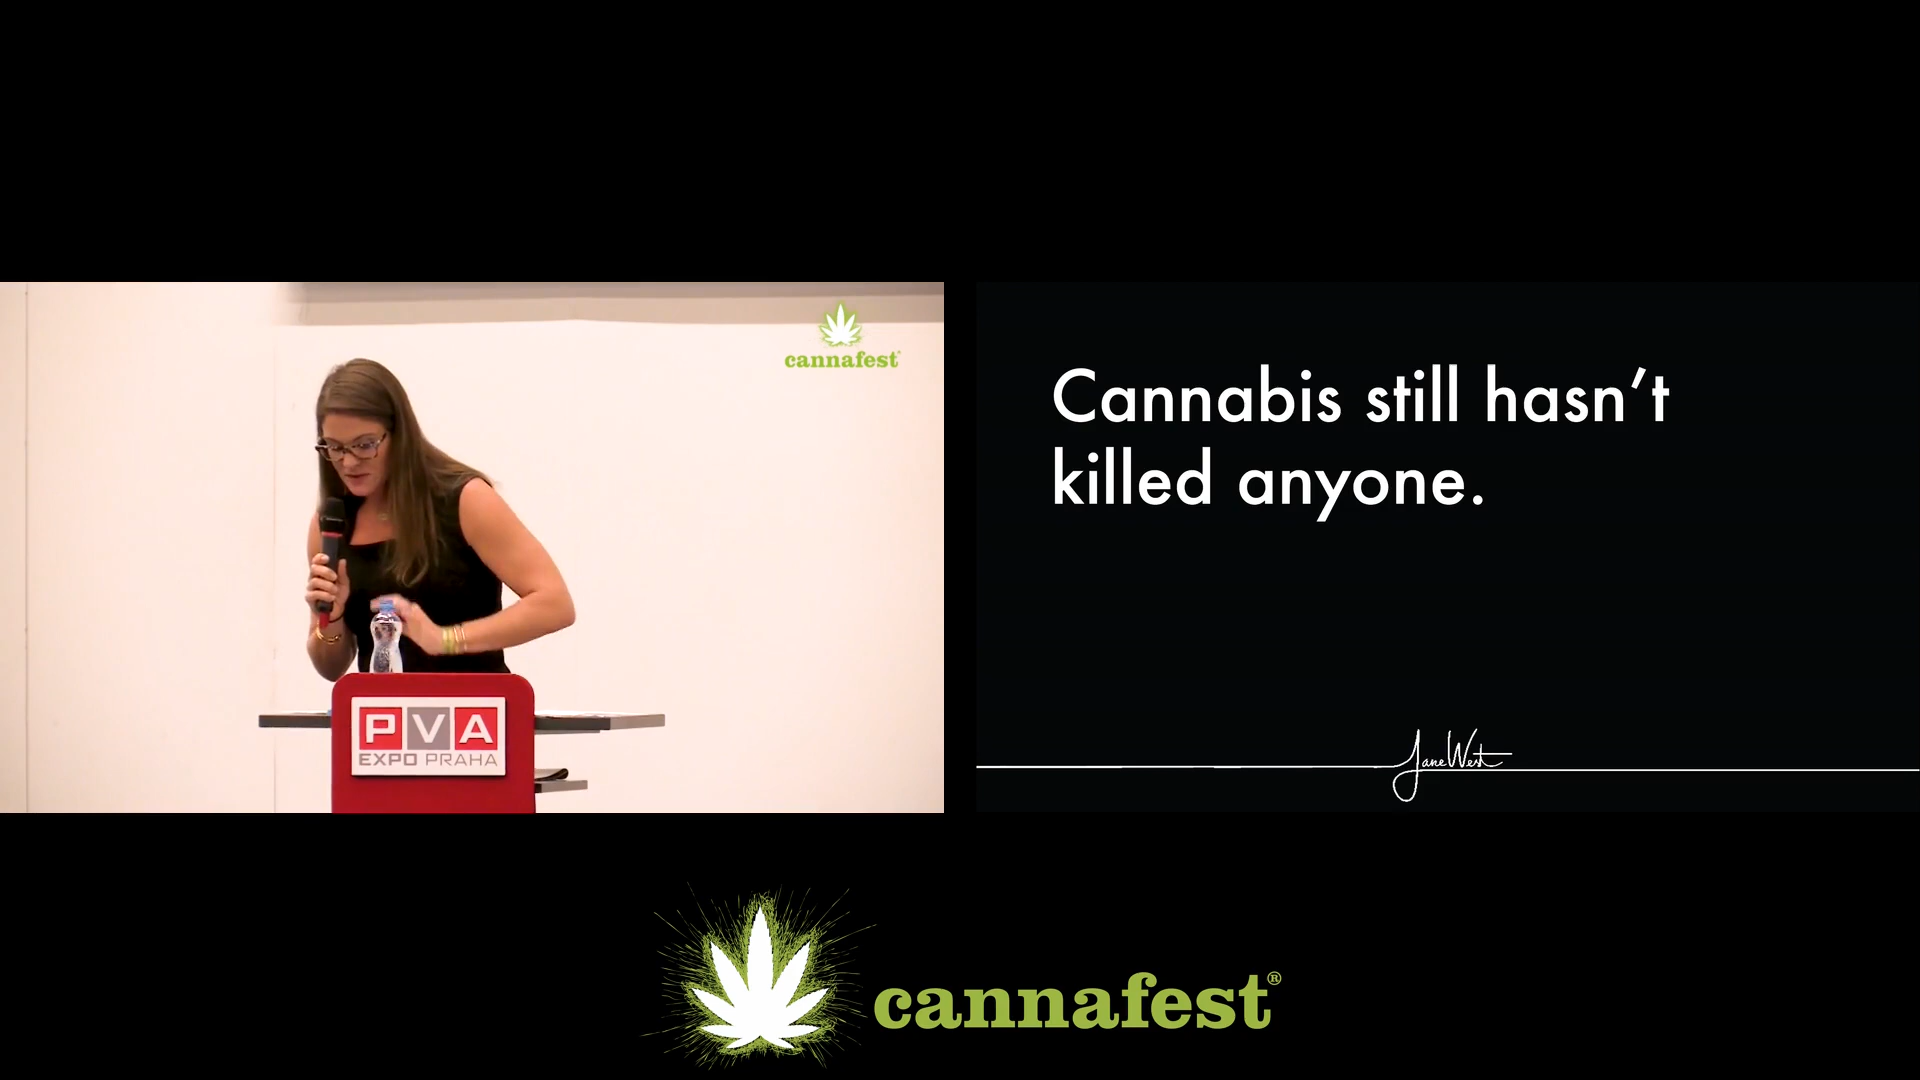 cannafest
PVA
EXPO PRAHA
Cannabis still hasn’t
killed anyone.
Jane West
cannafest®